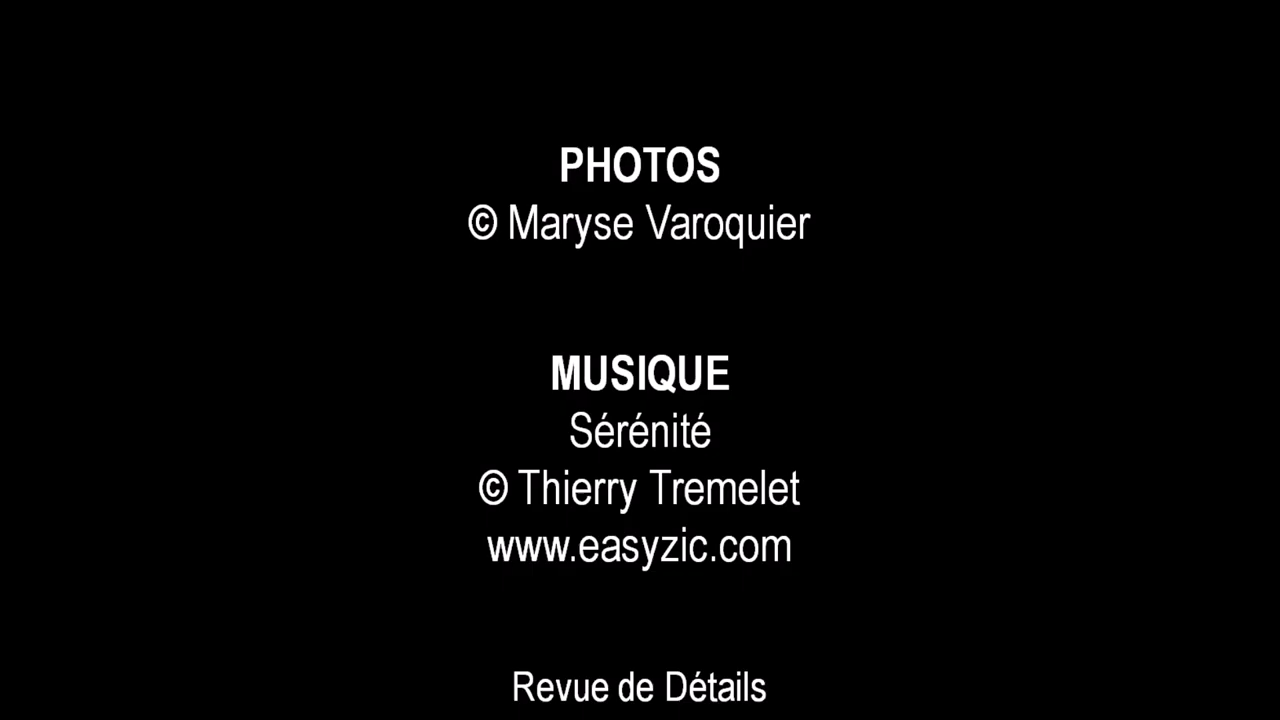 PHOTOS
© Maryse Varoquier
MUSIQUE
Sérénité
© Thierry Tremelet
www.easyzic.com
Revue de Détails